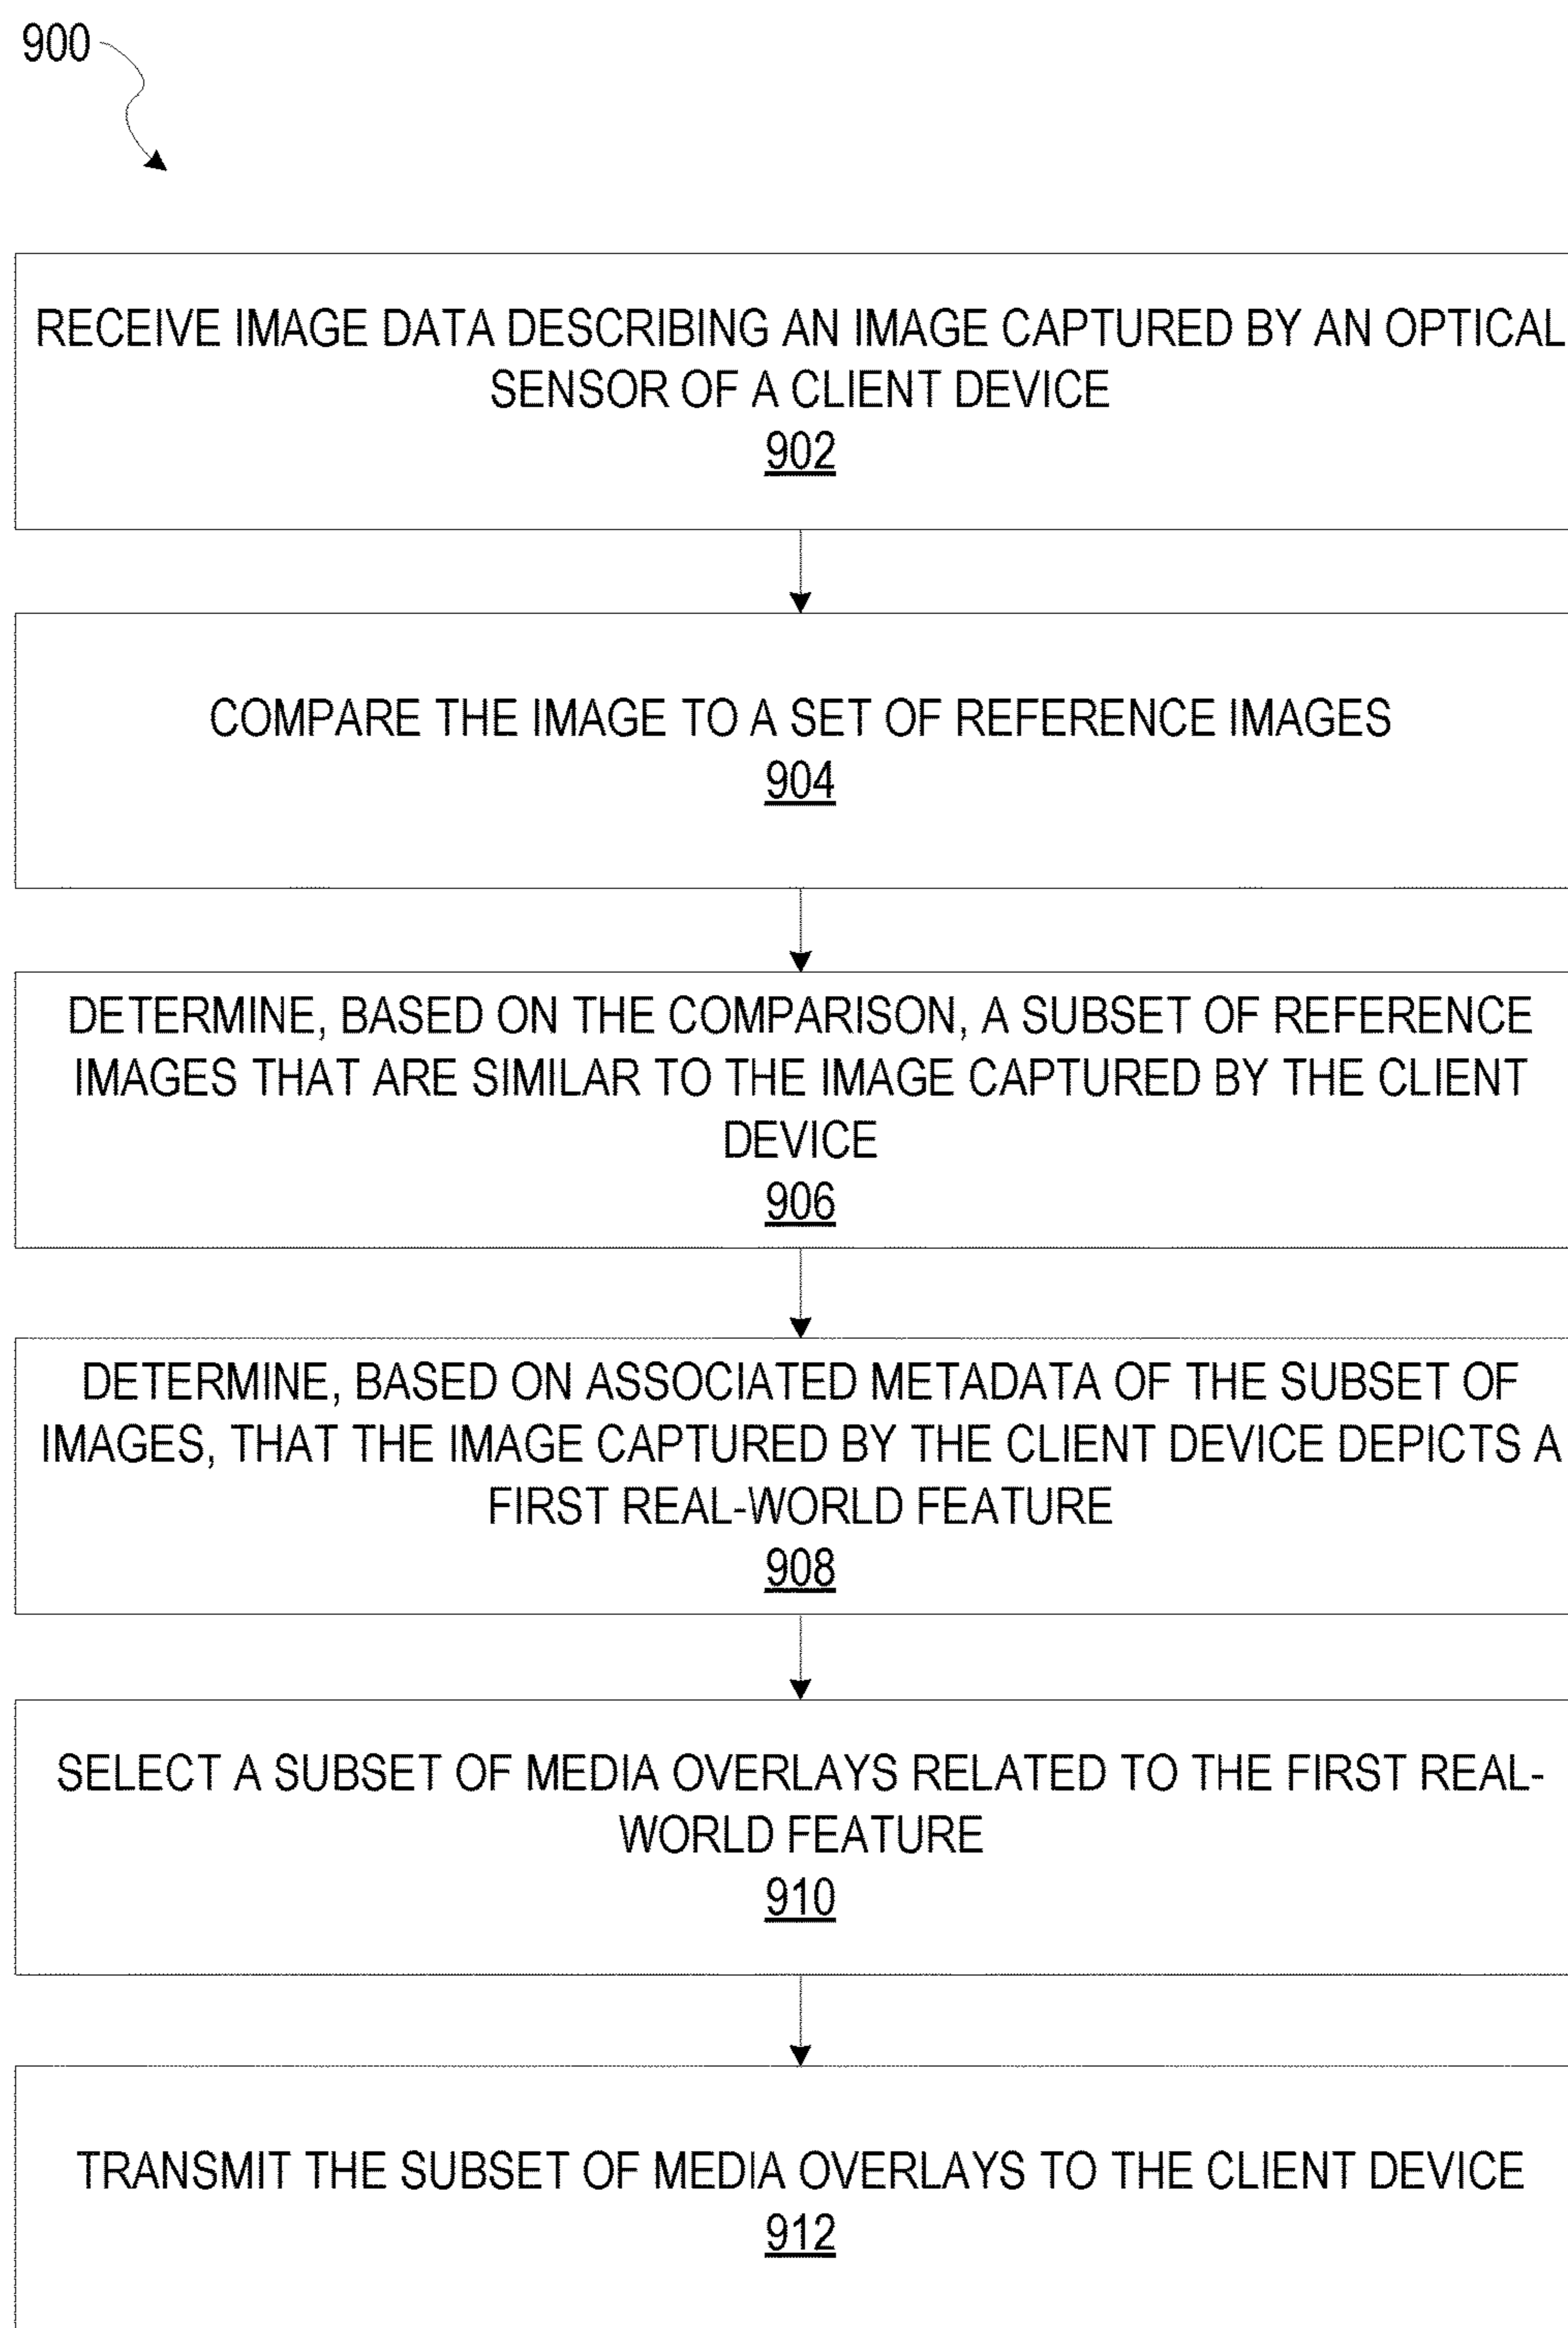 900
RECEIVE IMAGE DATA DESCRIBING AN IMAGE CAPTURED BY AN OPTICAL
SENSOR OF A CLIENT DEVICE
902
COMPARE THE IMAGE TO A SET OF REFERENCE IMAGES
904
DETERMINE, BASED ON THE COMPARISON, A SUBSET OF REFERENCE
IMAGES THAT ARE SIMILAR TO THE IMAGE CAPTURED BY THE CLIENT
DEVICE
906
DETERMINE, BASED ON ASSOCIATED METADATA OF THE SUBSET OF
IMAGES, THAT THE IMAGE CAPTURED BY THE CLIENT DEVICE DEPICTS A
FIRST REAL-WORLD FEATURE
908
SELECT A SUBSET OF MEDIA OVERLAYS RELATED TO THE FIRST REAL-
WORLD FEATURE
910
TRANSMIT THE SUBSET OF MEDIA OVERLAYS TO THE CLIENT DEVICE
912